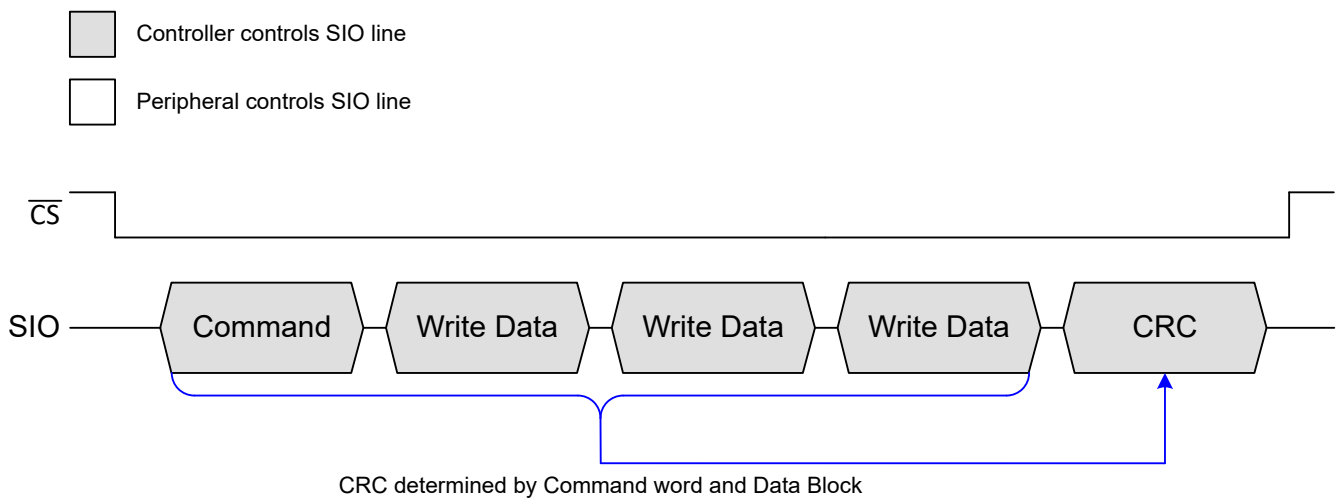 Controller controls SIO line
Peripheral controls SIO line
C̅S̅
SIO Command Write Data Write Data Write Data CRC
CRC determined by Command word and Data Block